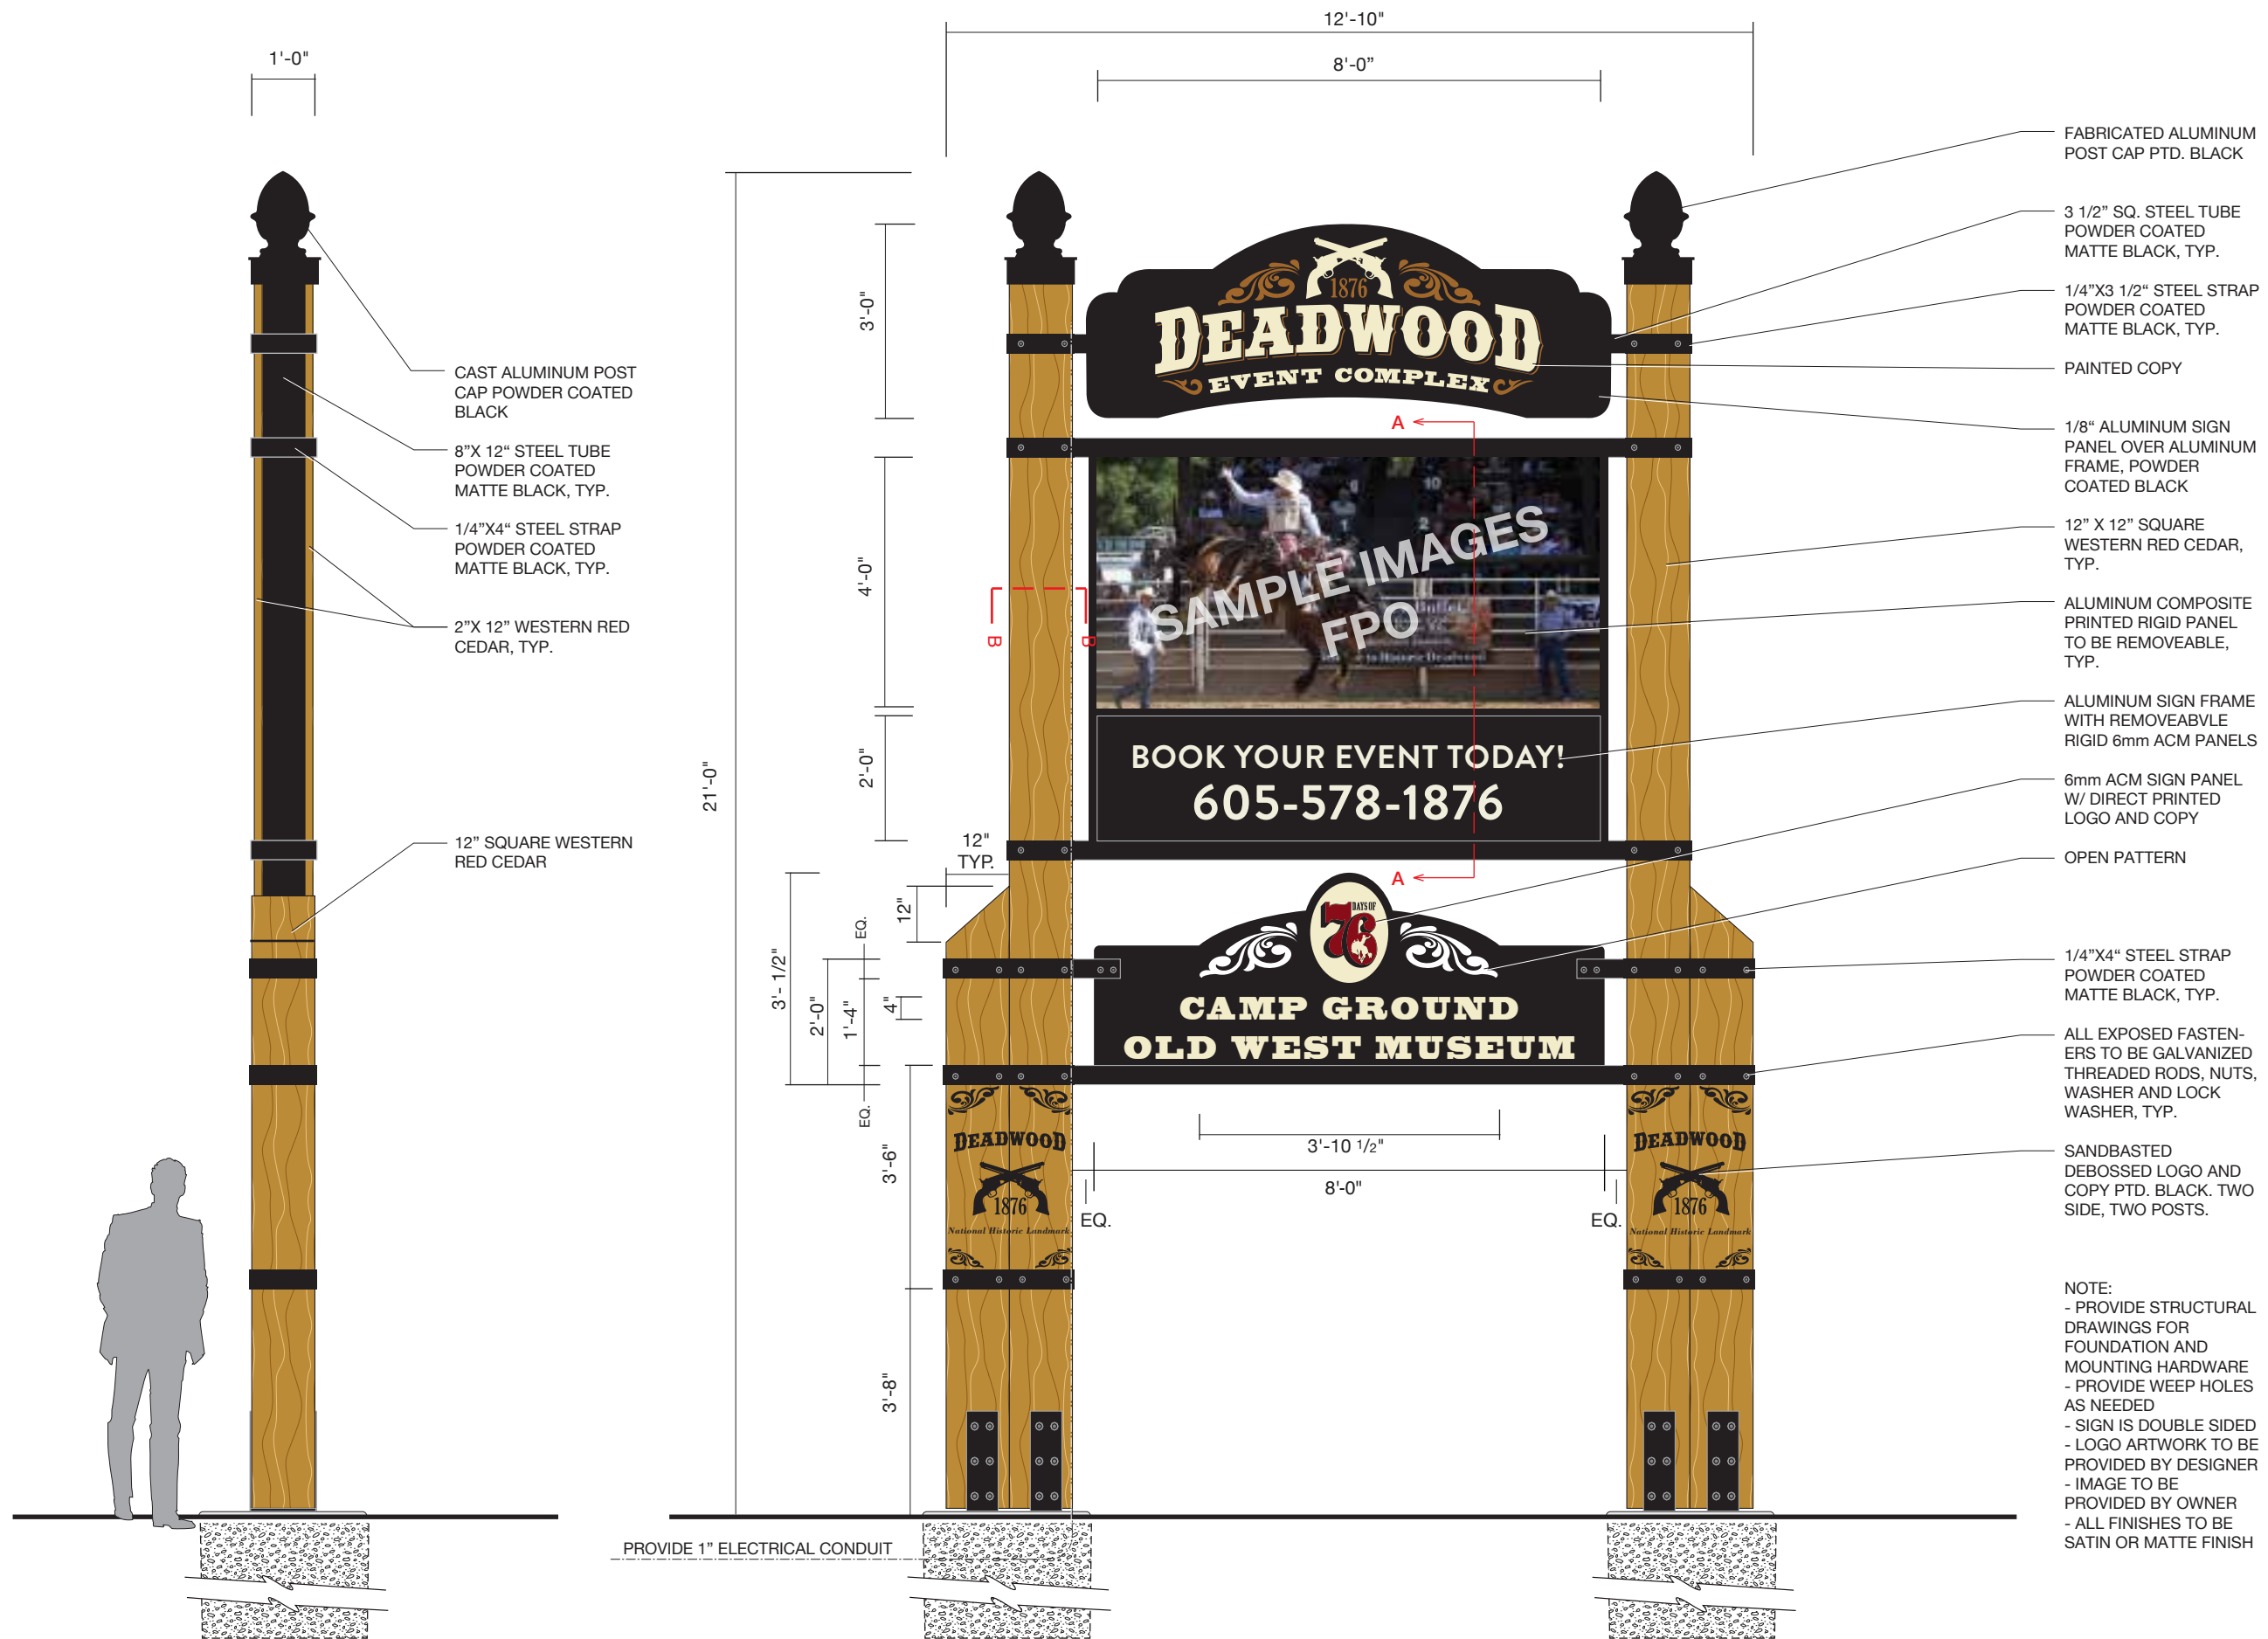 1'-0"
CAST ALUMINUM POST
CAP POWDER COATED
BLACK
8”X 12“ STEEL TUBE
POWDER COATED
MATTE BLACK, TYP.
1/4”X4“ STEEL STRAP
POWDER COATED
MATTE BLACK, TYP.
2”X 12” WESTERN RED
CEDAR, TYP.
12” SQUARE WESTERN
RED CEDAR
12'-10"
8'-0”
21'-0"
3'-0"
4'-0"
2'-0"
12"
TYP.
12"
EQ.
3'- 1/2"
2'-0"
1'-4"
4"
EQ.
3'-6"
3'-8"
1876
DEADWOOD
EVENT COMPLEX
A
SAMPLE IMAGES
FPO
B
B
BOOK YOUR EVENT TODAY!
605-578-1876
A
DAYS OF
76
CAMP GROUND
OLD WEST MUSEUM
DEADWOOD
1876
National Historic Landmark
DEADWOOD
1876
National Historic Landmark
3'-10 1/2"
8'-0"
EQ.
EQ.
PROVIDE 1” ELECTRICAL CONDUIT
FABRICATED ALUMINUM
POST CAP PTD. BLACK
3 1/2” SQ. STEEL TUBE
POWDER COATED
MATTE BLACK, TYP.
1/4”X3 1/2“ STEEL STRAP
POWDER COATED
MATTE BLACK, TYP.
PAINTED COPY
1/8“ ALUMINUM SIGN
PANEL OVER ALUMINUM
FRAME, POWDER
COATED BLACK
12” X 12” SQUARE
WESTERN RED CEDAR,
TYP.
ALUMINUM COMPOSITE
PRINTED RIGID PANEL
TO BE REMOVEABLE,
TYP.
ALUMINUM SIGN FRAME
WITH REMOVEABVLE
RIGID 6mm ACM PANELS
6mm ACM SIGN PANEL
W/ DIRECT PRINTED
LOGO AND COPY
OPEN PATTERN
1/4”X4“ STEEL STRAP
POWDER COATED
MATTE BLACK, TYP.
ALL EXPOSED FASTEN-
ERS TO BE GALVANIZED
THREADED RODS, NUTS,
WASHER AND LOCK
WASHER, TYP.
SANDBASTED
DEBOSSED LOGO AND
COPY PTD. BLACK. TWO
SIDE, TWO POSTS.
NOTE:
- PROVIDE STRUCTURAL
DRAWINGS FOR
FOUNDATION AND
MOUNTING HARDWARE
- PROVIDE WEEP HOLES
AS NEEDED
- SIGN IS DOUBLE SIDED
- LOGO ARTWORK TO BE
PROVIDED BY DESIGNER
- IMAGE TO BE
PROVIDED BY OWNER
- ALL FINISHES TO BE
SATIN OR MATTE FINISH